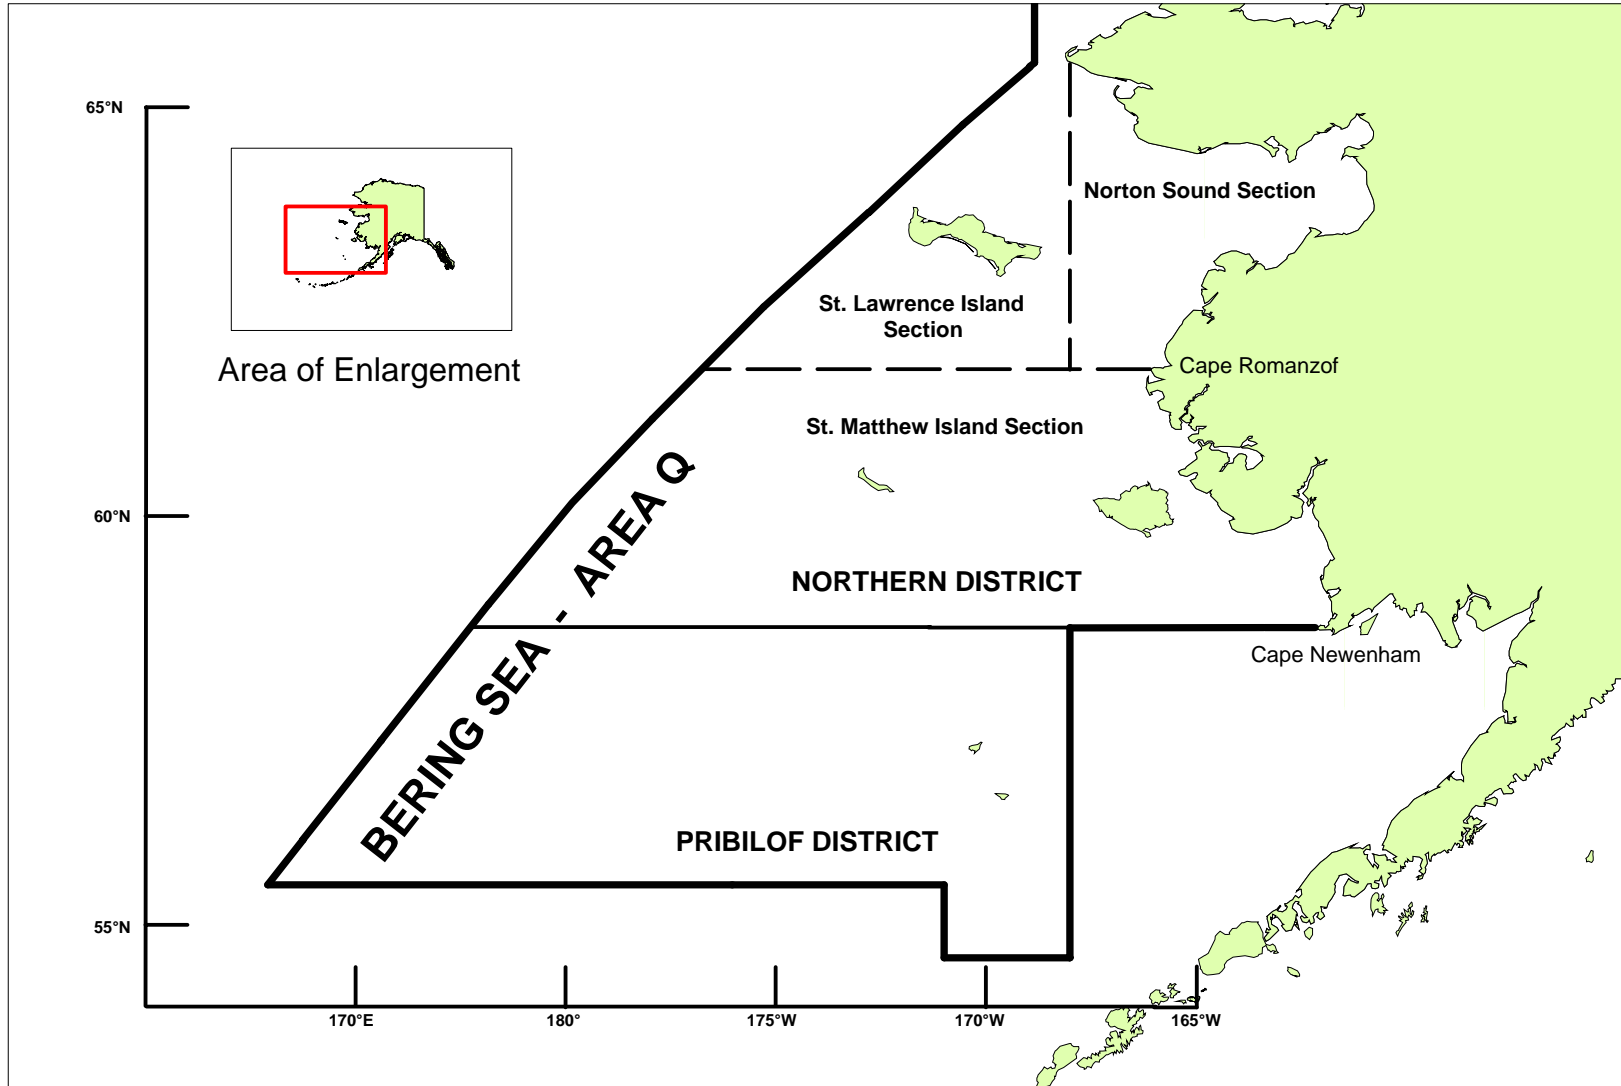 65°N
Norton Sound Section
St. Lawrence Island
Section
Area of Enlargement
Cape Romanzof
St. Matthew Island Section
BERING SEA - AREA Q
60°N
NORTHERN DISTRICT
Cape Newenham
PRIBILOF DISTRICT
55°N
170°E
180°
175°W
170°W
165°W